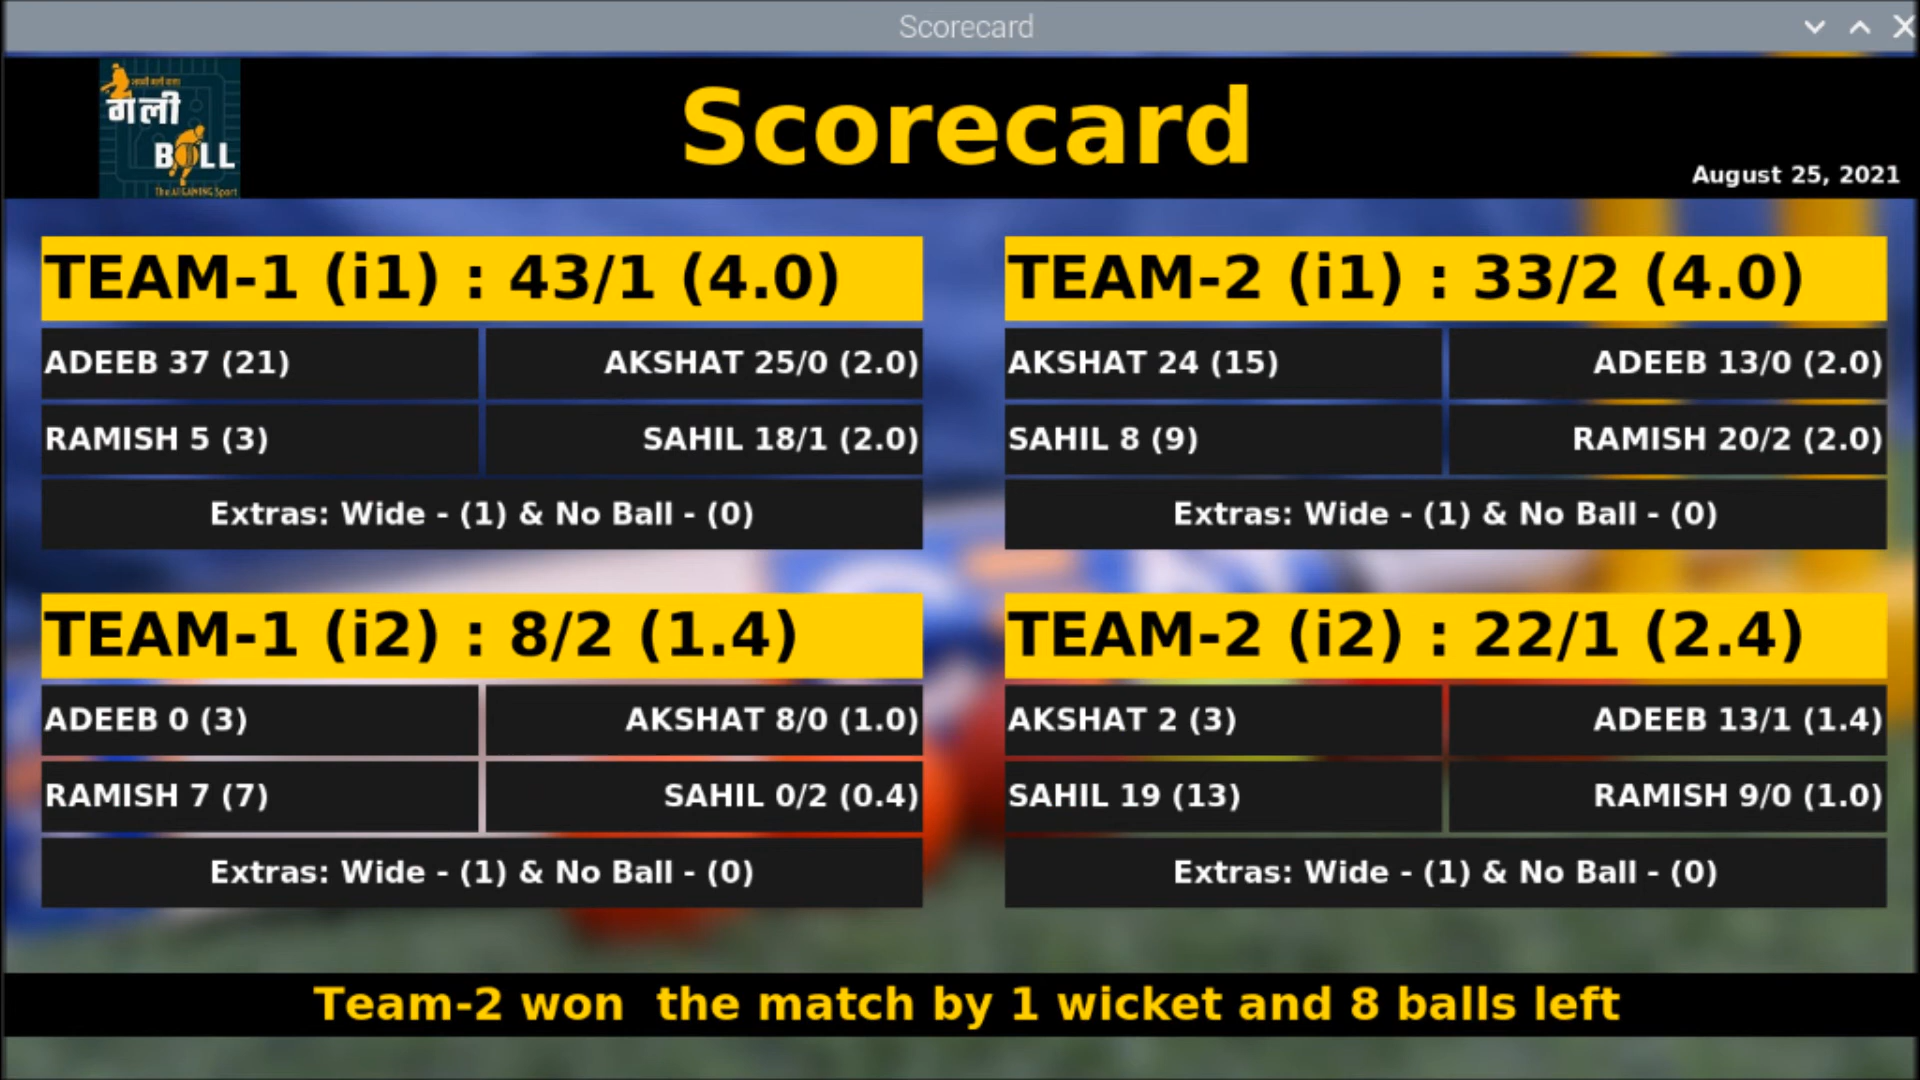 Scorecard
गली
BALL
The AI GAMING Sport
Scorecard
August 25, 2021
TEAM-1 (i1) : 43/1 (4.0)
ADEEB 37 (21)
AKSHAT 25/0 (2.0)
RAMISH 5 (3)
SAHIL 18/1 (2.0)
Extras: Wide - (1) & No Ball - (0)
TEAM-2 (i1) : 33/2 (4.0)
AKSHAT 24 (15)
ADEEB 13/0 (2.0)
SAHIL 8 (9)
RAMISH 20/2 (2.0)
Extras: Wide - (1) & No Ball - (0)
TEAM-1 (i2) : 8/2 (1.4)
ADEEB 0 (3)
AKSHAT 8/0 (1.0)
RAMISH 7 (7)
SAHIL 0/2 (0.4)
Extras: Wide - (1) & No Ball - (0)
TEAM-2 (i2) : 22/1 (2.4)
AKSHAT 2 (3)
ADEEB 13/1 (1.4)
SAHIL 19 (13)
RAMISH 9/0 (1.0)
Extras: Wide - (1) & No Ball - (0)
Team-2 won  the match by 1 wicket and 8 balls left